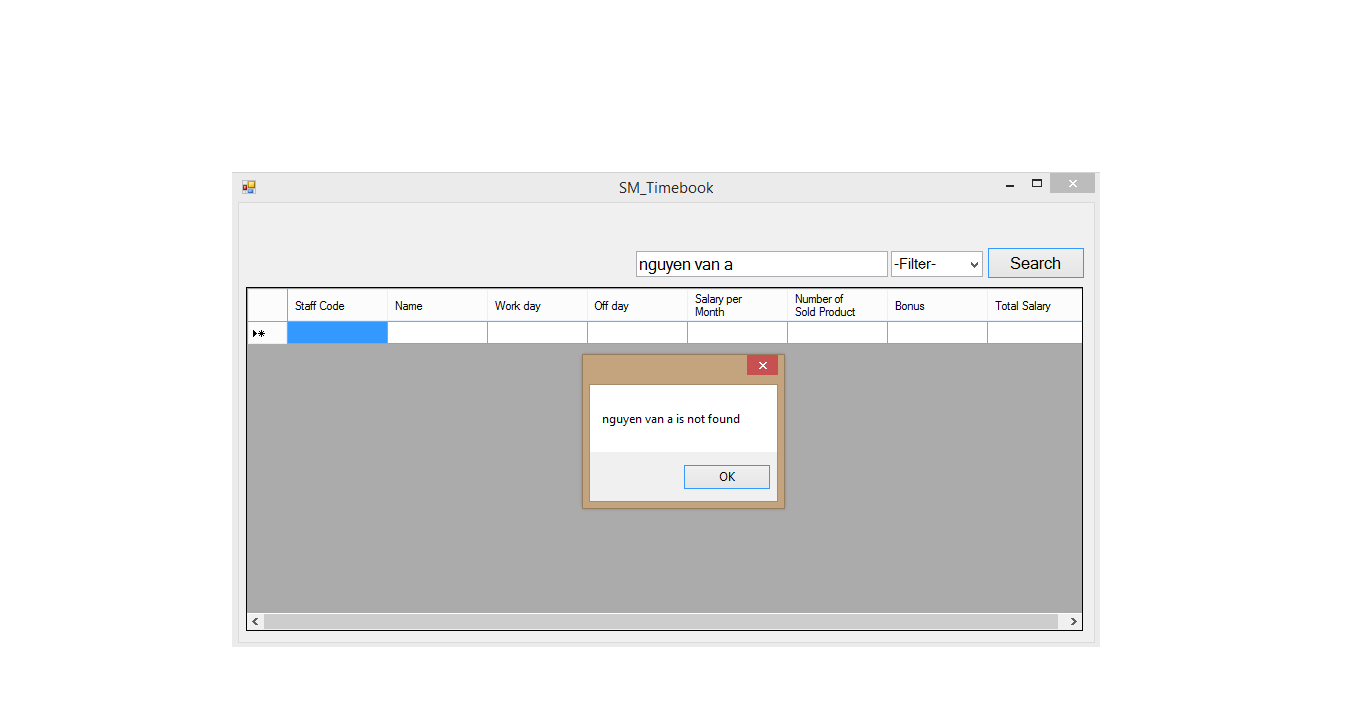 SM_Timebook
nguyen van a
-Filter-
Search
Staff Code
Name
Work day
Off day
Salary per
Month
Number of
Sold Product
Bonus
Total Salary
nguyen van a is not found
OK